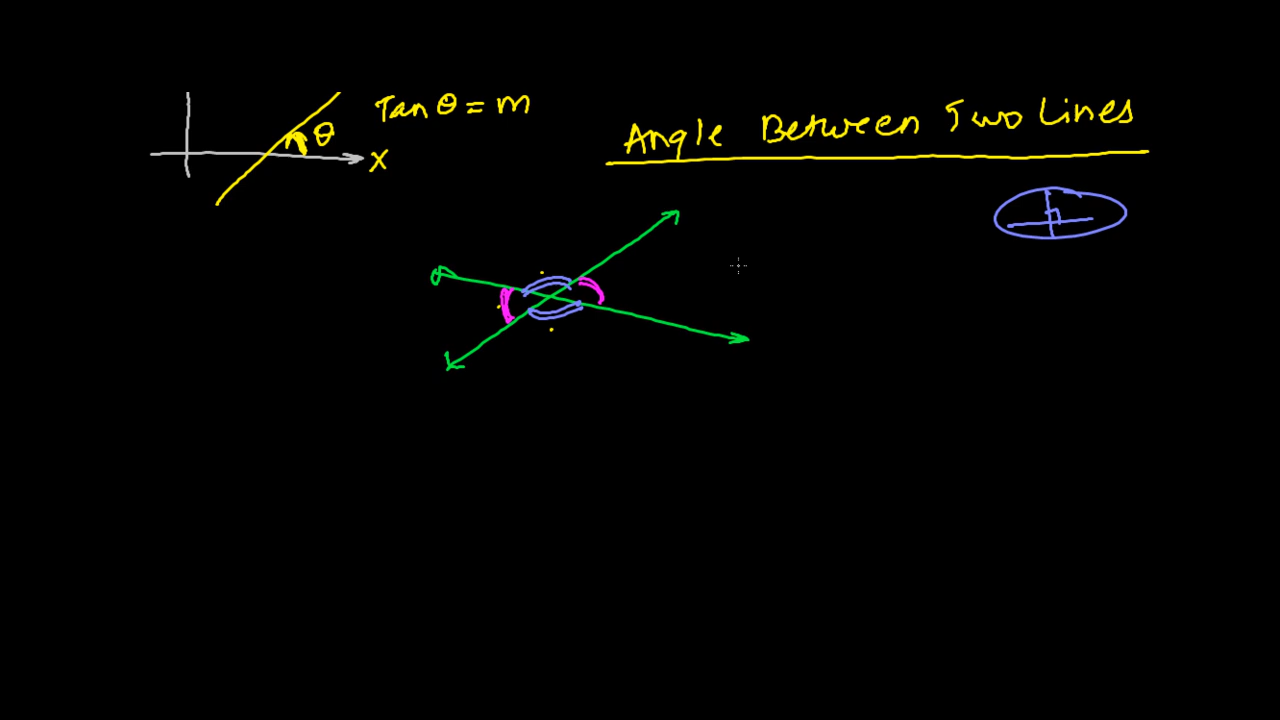 Tan θ = m
Angle Between Two Lines
θ
X